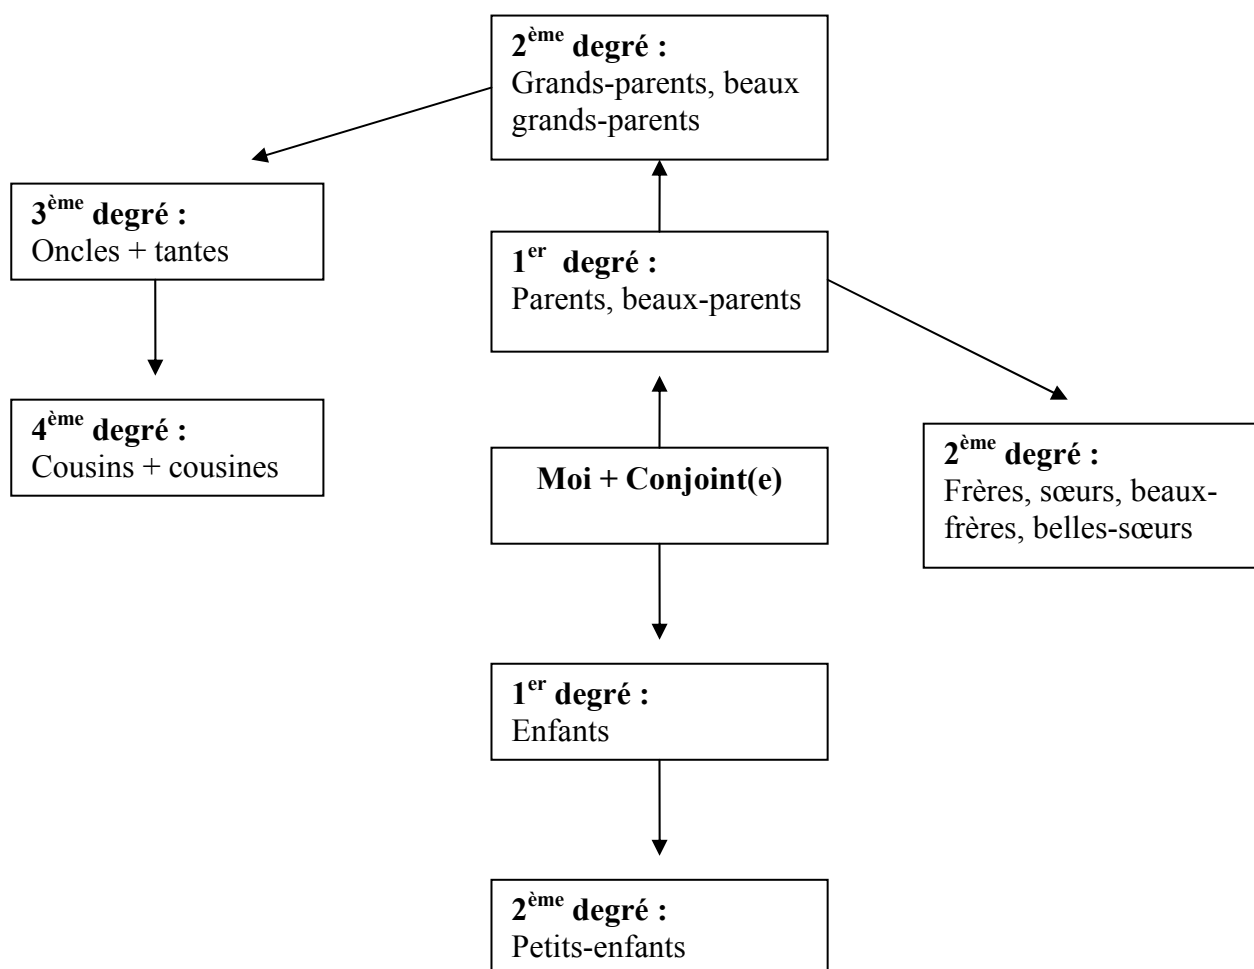 2ème degré :
Grands-parents, beaux
grands-parents
3ème degré :
Oncles + tantes
1er degré :
Parents, beaux-parents
4ème degré :
Cousins + cousines
Moi + Conjoint(e)
2ème degré :
Frères, sœurs, beaux-
frères, belles-sœurs
1er degré :
Enfants
2ème degré :
Petits-enfants